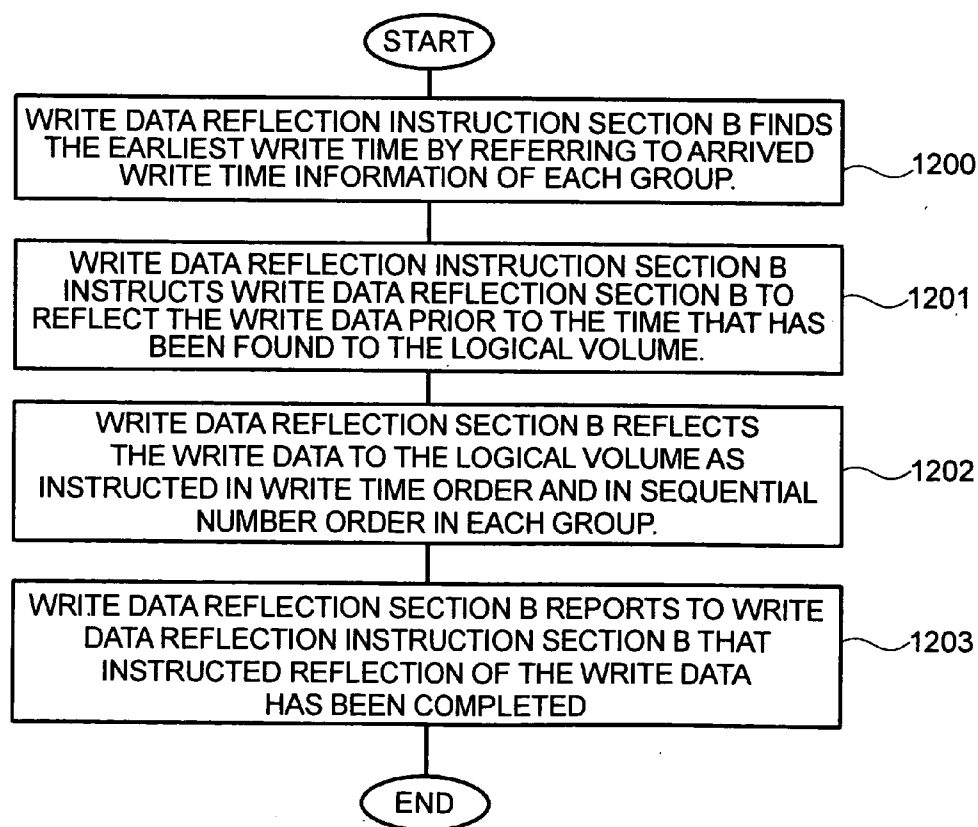 START
WRITE DATA REFLECTION INSTRUCTION SECTION B FINDS
THE EARLIEST WRITE TIME BY REFERRING TO ARRIVED
WRITE TIME INFORMATION OF EACH GROUP.
1200
WRITE DATA REFLECTION INSTRUCTION SECTION B
INSTRUCTS WRITE DATA REFLECTION SECTION B TO
REFLECT THE WRITE DATA PRIOR TO THE TIME THAT HAS
BEEN FOUND TO THE LOGICAL VOLUME.
1201
WRITE DATA REFLECTION SECTION B REFLECTS
THE WRITE DATA TO THE LOGICAL VOLUME AS
INSTRUCTED IN WRITE TIME ORDER AND IN SEQUENTIAL
NUMBER ORDER IN EACH GROUP.
1202
WRITE DATA REFLECTION SECTION B REPORTS TO WRITE
DATA REFLECTION INSTRUCTION SECTION B THAT
INSTRUCTED REFLECTION OF THE WRITE DATA
HAS BEEN COMPLETED
1203
END